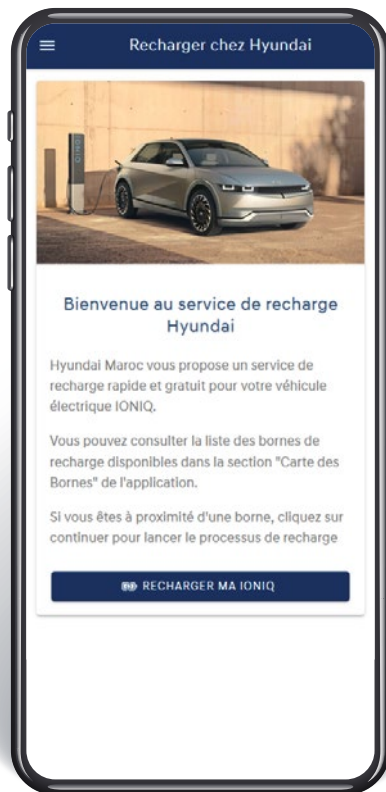 Recharger chez Hyundai
IONIQ
Bienvenue au service de recharge
Hyundai
Hyundai Maroc vous propose un service de
recharge rapide et gratuit pour votre véhicule
électrique IONIQ.
Vous pouvez consulter la liste des bornes de
recharge disponibles dans la section "Carte des
Bornes" de l'application.
Si vous êtes à proximité d'une borne, cliquez sur
continuer pour lancer le processus de recharge
RECHARGER MA IONIQ